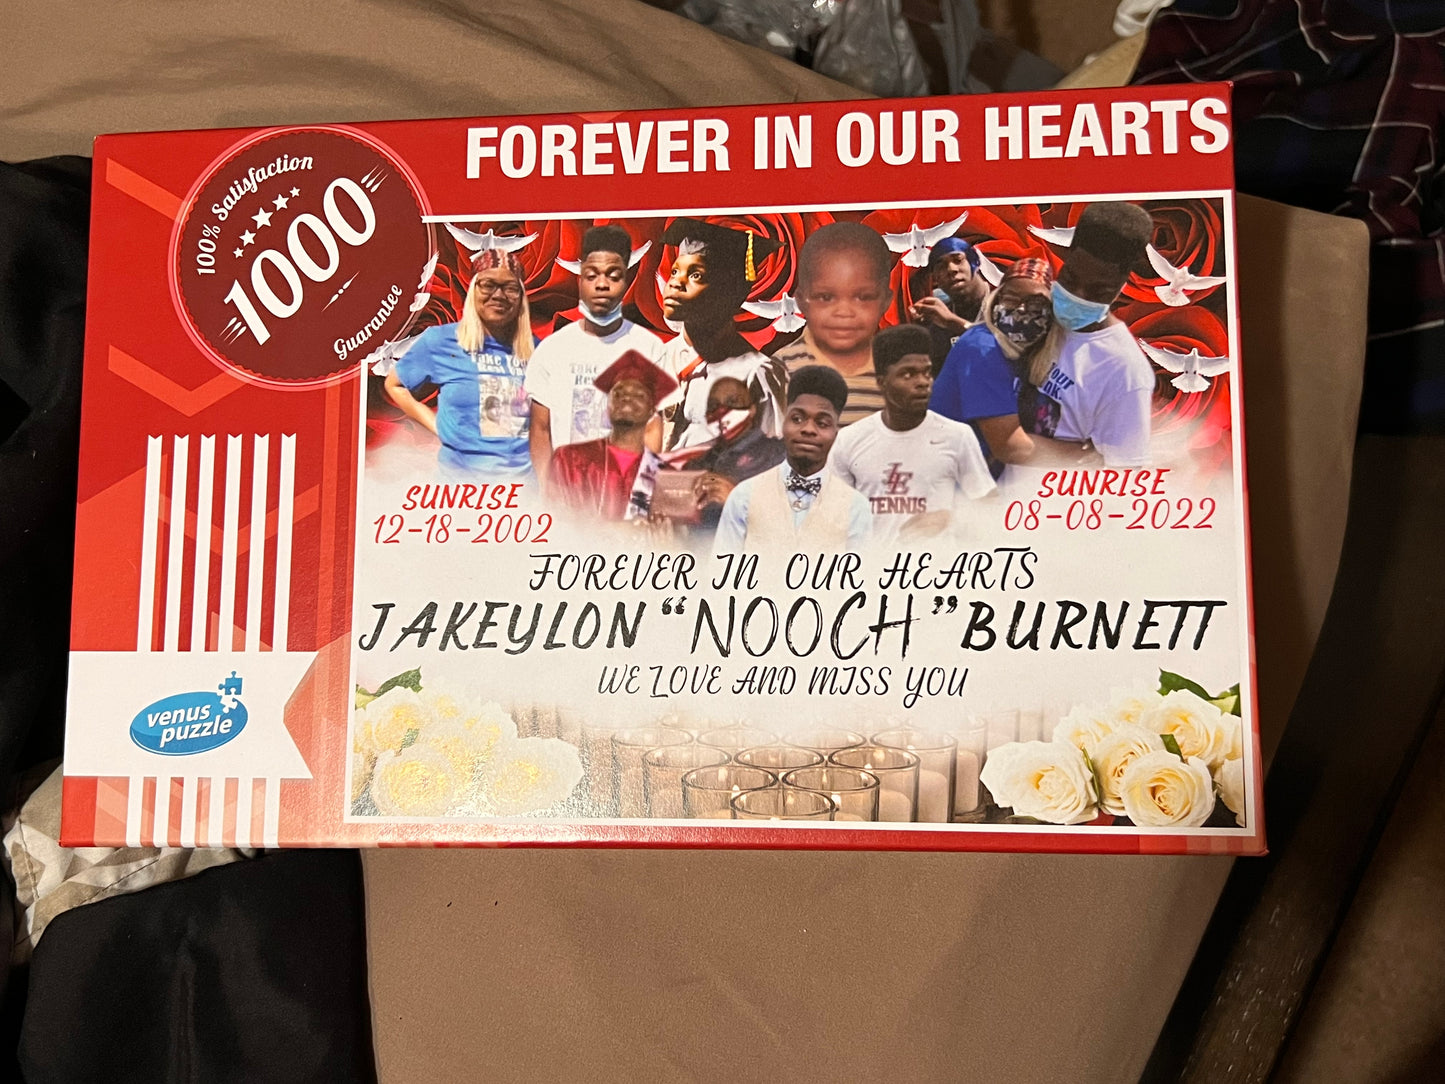 FOREVER IN OUR HEARTS
100% Satisfaction
1000
Guarantee
SUNRISE
12-18-2002
SUNRISE
08-08-2022
LE
TENNIS
FOREVER IN OUR HEARTS
JAKEYLON "NOOCH" BURNETT
WE LOVE AND MISS YOU
venus
puzzle